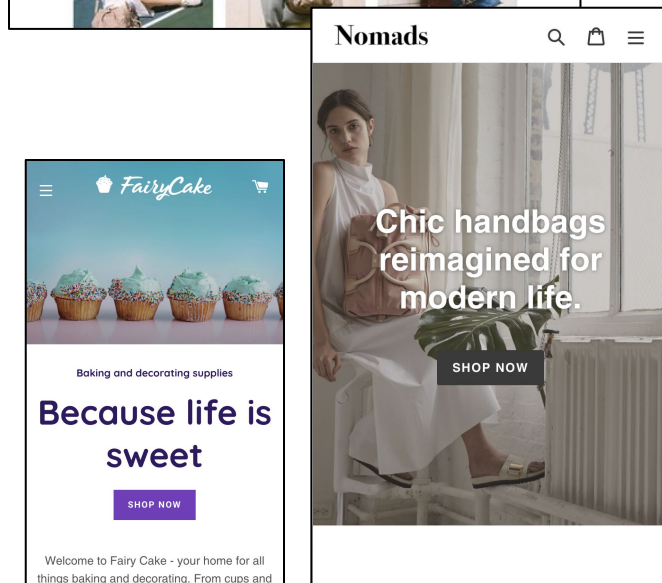 Nomads
Chic handbags
reimagined for
modern life.
SHOP NOW
FairyCake
Baking and decorating supplies
Because life is
sweet
SHOP NOW
Welcome to Fairy Cake - your home for all
things baking and decorating. From cups and